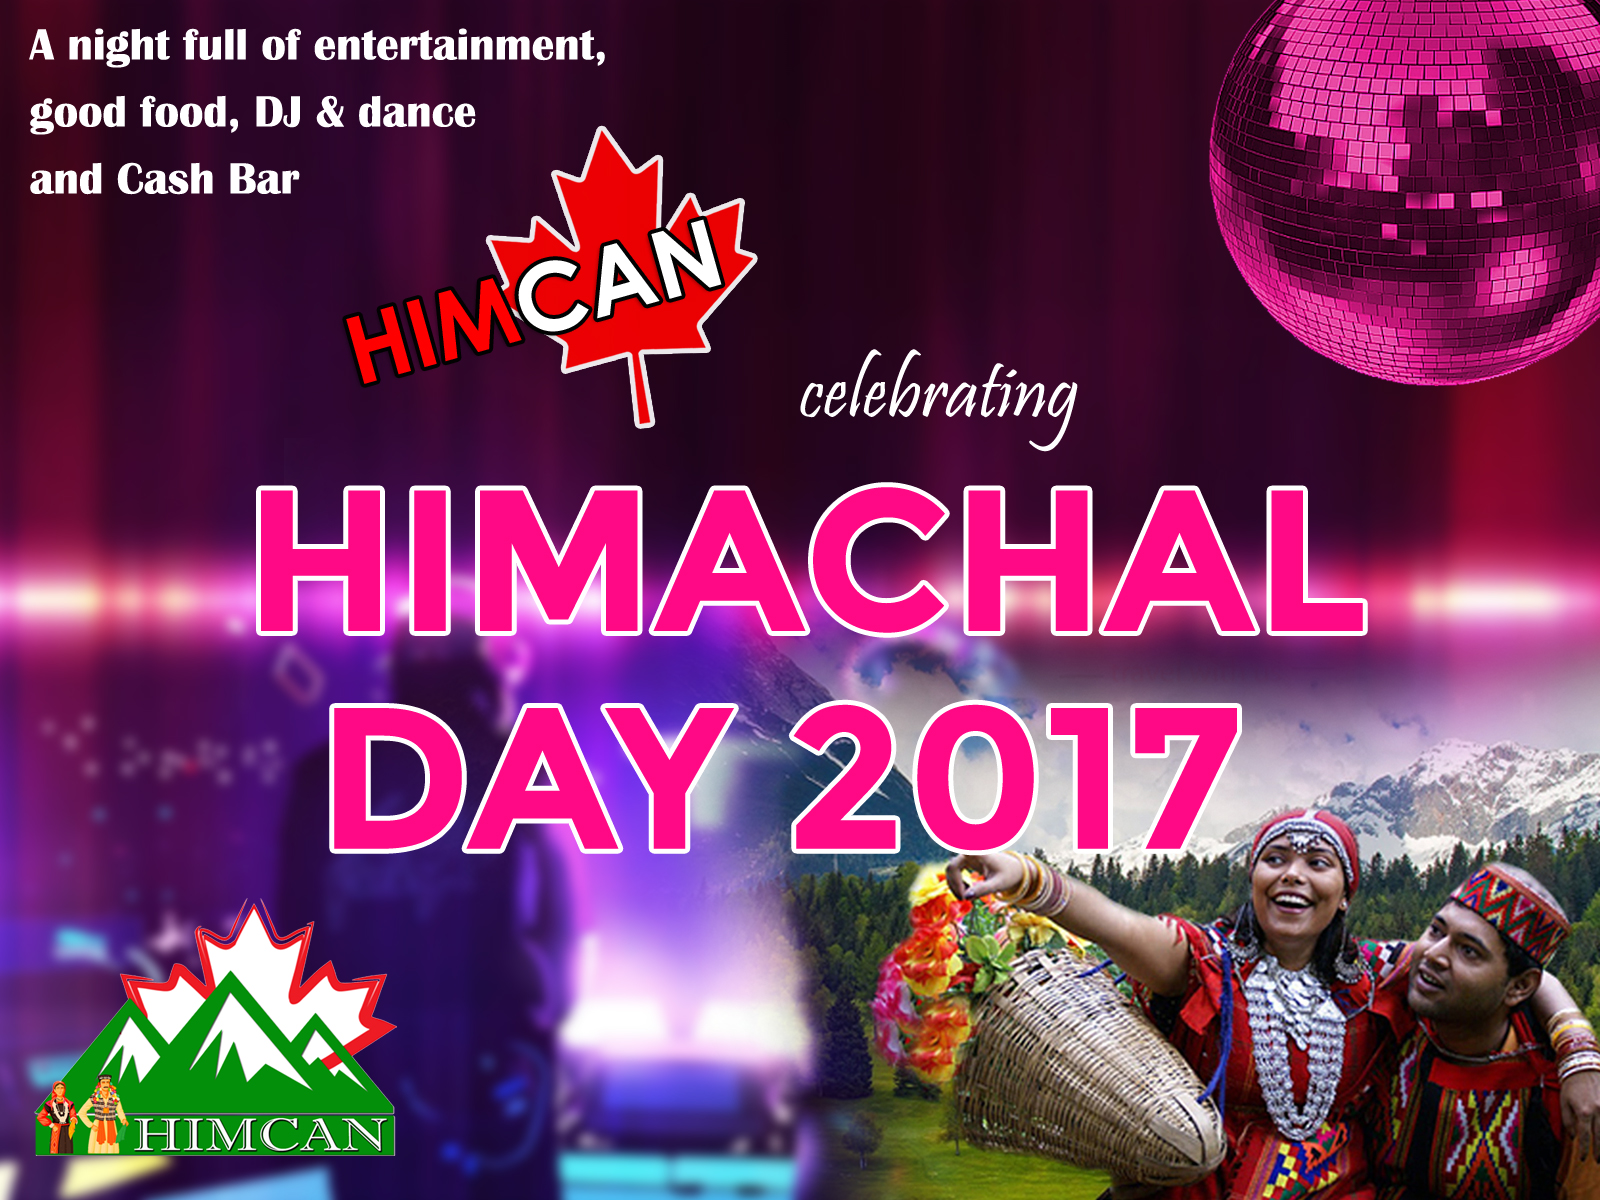 A night full of entertainment,
good food, DJ & dance
and Cash Bar
HIMCAN
celebrating
HIMACHAL
DAY 2017
HIMCAN